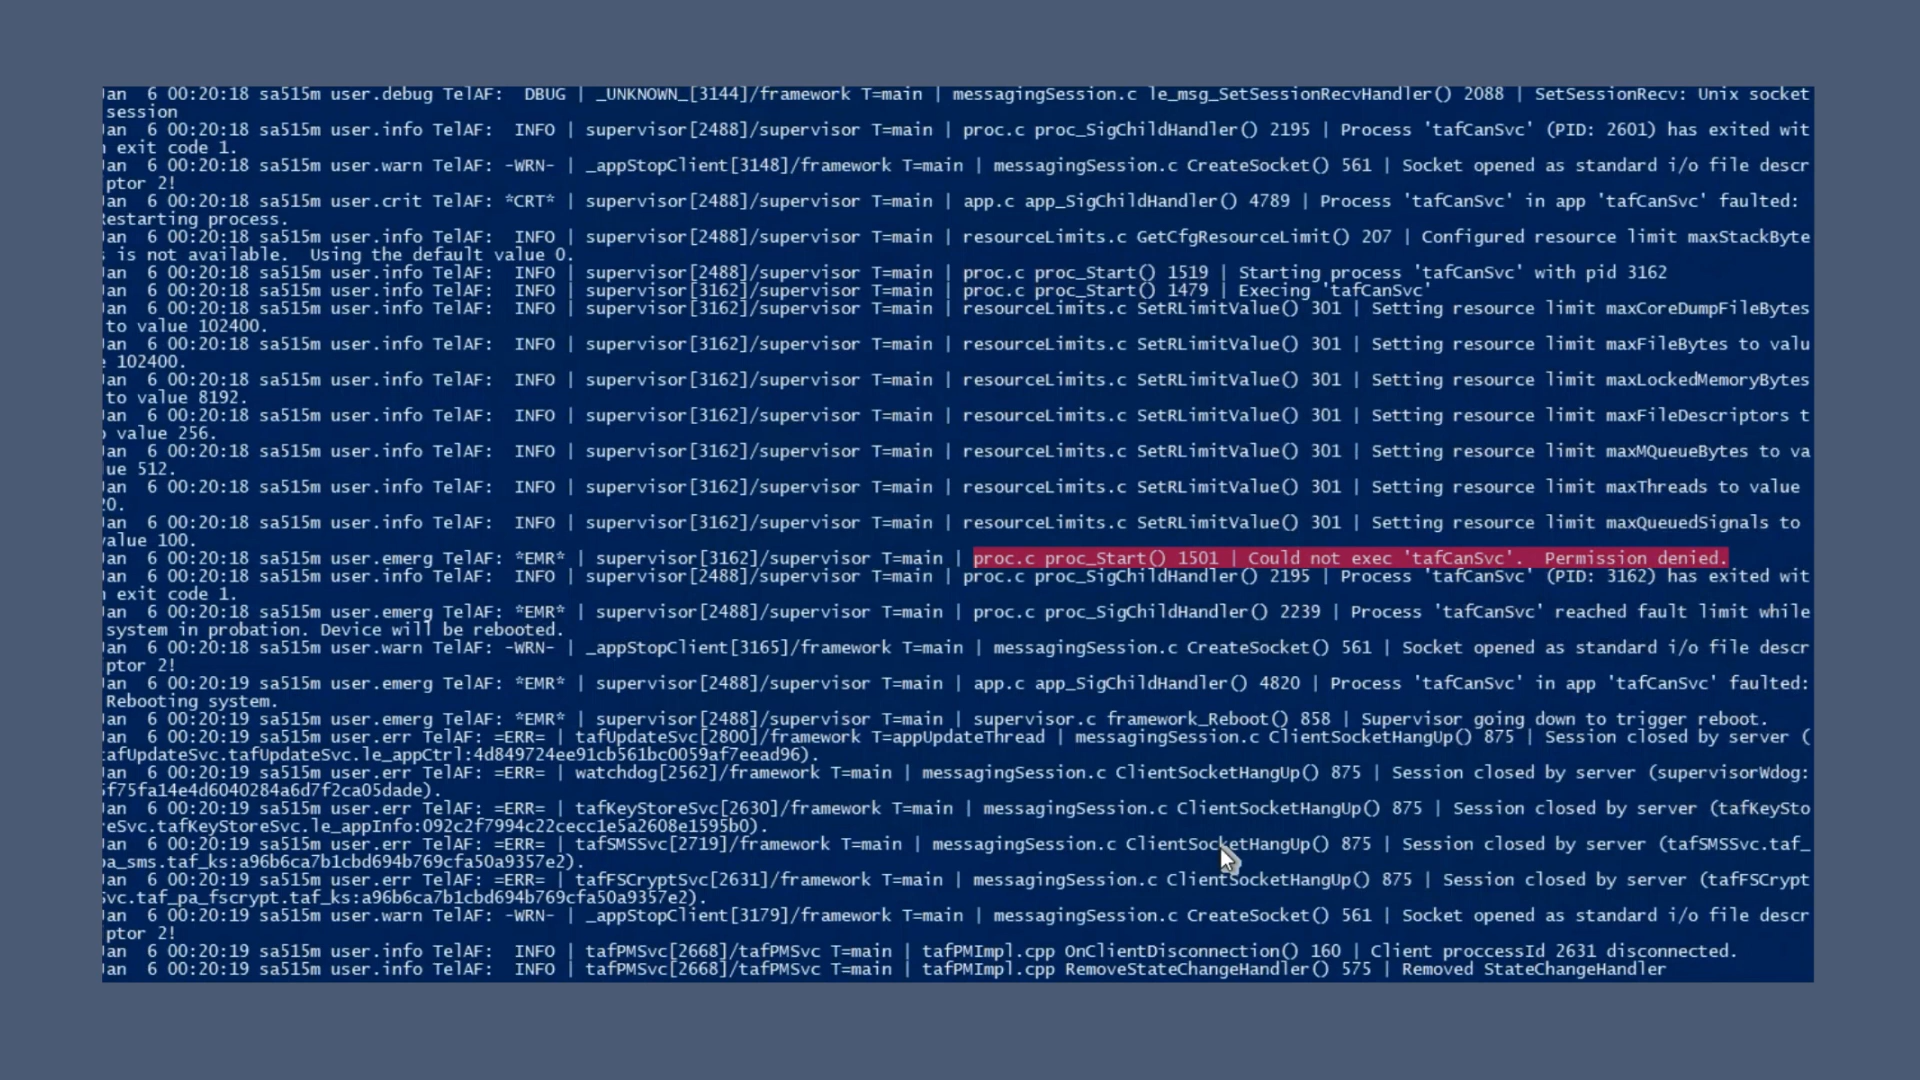 Jan  6 00:20:18 sa515m user.debug TelAF:  DBUG | _UNKNOWN_[3144]/framework T=main | messagingSession.c le_msg_SetSessionRecvHandler() 2088 | SetSessionRecv: Unix socket
session
Jan  6 00:20:18 sa515m user.info TelAF:  INFO | supervisor[2488]/supervisor T=main | proc.c proc_SigChildHandler() 2195 | Process 'tafCanSvc' (PID: 2601) has exited wit
h exit code 1.
Jan  6 00:20:18 sa515m user.warn TelAF: -WRN- | _appStopClient[3148]/framework T=main | messagingSession.c CreateSocket() 561 | Socket opened as standard i/o file descr
iptor 2!
Jan  6 00:20:18 sa515m user.crit TelAF: *CRT* | supervisor[2488]/supervisor T=main | app.c app_SigChildHandler() 4789 | Process 'tafCanSvc' in app 'tafCanSvc' faulted:
Restarting process.
Jan  6 00:20:18 sa515m user.info TelAF:  INFO | supervisor[2488]/supervisor T=main | resourceLimits.c GetCfgResourceLimit() 207 | Configured resource limit maxStackByte
s is not available.  Using the default value 0.
Jan  6 00:20:18 sa515m user.info TelAF:  INFO | supervisor[2488]/supervisor T=main | proc.c proc_Start() 1519 | Starting process 'tafCanSvc' with pid 3162
Jan  6 00:20:18 sa515m user.info TelAF:  INFO | supervisor[3162]/supervisor T=main | proc.c proc_Start() 1479 | Execing 'tafCanSvc'
Jan  6 00:20:18 sa515m user.info TelAF:  INFO | supervisor[3162]/supervisor T=main | resourceLimits.c SetRLimitValue() 301 | Setting resource limit maxCoreDumpFileBytes
to value 102400.
Jan  6 00:20:18 sa515m user.info TelAF:  INFO | supervisor[3162]/supervisor T=main | resourceLimits.c SetRLimitValue() 301 | Setting resource limit maxFileBytes to valu
e 102400.
Jan  6 00:20:18 sa515m user.info TelAF:  INFO | supervisor[3162]/supervisor T=main | resourceLimits.c SetRLimitValue() 301 | Setting resource limit maxLockedMemoryBytes
to value 8192.
Jan  6 00:20:18 sa515m user.info TelAF:  INFO | supervisor[3162]/supervisor T=main | resourceLimits.c SetRLimitValue() 301 | Setting resource limit maxFileDescriptors t
o value 256.
Jan  6 00:20:18 sa515m user.info TelAF:  INFO | supervisor[3162]/supervisor T=main | resourceLimits.c SetRLimitValue() 301 | Setting resource limit maxMQueueBytes to va
lue 512.
Jan  6 00:20:18 sa515m user.info TelAF:  INFO | supervisor[3162]/supervisor T=main | resourceLimits.c SetRLimitValue() 301 | Setting resource limit maxThreads to value
20.
Jan  6 00:20:18 sa515m user.info TelAF:  INFO | supervisor[3162]/supervisor T=main | resourceLimits.c SetRLimitValue() 301 | Setting resource limit maxQueuedSignals to
value 100.
Jan  6 00:20:18 sa515m user.emerg TelAF: *EMR* | supervisor[3162]/supervisor T=main | proc.c proc_Start() 1501 | Could not exec 'tafCanSvc'.  Permission denied.
Jan  6 00:20:18 sa515m user.info TelAF:  INFO | supervisor[2488]/supervisor T=main | proc.c proc_SigChildHandler() 2195 | Process 'tafCanSvc' (PID: 3162) has exited wit
h exit code 1.
Jan  6 00:20:18 sa515m user.emerg TelAF: *EMR* | supervisor[2488]/supervisor T=main | proc.c proc_SigChildHandler() 2239 | Process 'tafCanSvc' reached fault limit while
system in probation. Device will be rebooted.
Jan  6 00:20:18 sa515m user.warn TelAF: -WRN- | _appStopClient[3165]/framework T=main | messagingSession.c CreateSocket() 561 | Socket opened as standard i/o file descr
iptor 2!
Jan  6 00:20:19 sa515m user.emerg TelAF: *EMR* | supervisor[2488]/supervisor T=main | app.c app_SigChildHandler() 4820 | Process 'tafCanSvc' in app 'tafCanSvc' faulted:
Rebooting system.
Jan  6 00:20:19 sa515m user.emerg TelAF: *EMR* | supervisor[2488]/supervisor T=main | supervisor.c framework_Reboot() 858 | Supervisor going down to trigger reboot.
Jan  6 00:20:19 sa515m user.err TelAF: =ERR= | tafUpdateSvc[2800]/framework T=appUpdateThread | messagingSession.c ClientSocketHangUp() 875 | Session closed by server (
tafUpdateSvc.tafUpdateSvc.le_appCtrl:4d849724ee91cb561bc0059af7eead96).
Jan  6 00:20:19 sa515m user.err TelAF: =ERR= | watchdog[2562]/framework T=main | messagingSession.c ClientSocketHangUp() 875 | Session closed by server (supervisorWdog:
5f75fa14e4d6040284a6d7f2ca05dade).
Jan  6 00:20:19 sa515m user.err TelAF: =ERR= | tafKeyStoreSvc[2630]/framework T=main | messagingSession.c ClientSocketHangUp() 875 | Session closed by server (tafKeySto
reSvc.tafKeyStoreSvc.le_appInfo:092c2f7994c22cecc1e5a2608e1595b0).
Jan  6 00:20:19 sa515m user.err TelAF: =ERR= | tafSMSSvc[2719]/framework T=main | messagingSession.c ClientSocketHangUp() 875 | Session closed by server (tafSMSSvc.taf_
pa_sms.taf_ks:a96b6ca7b1cbd694b769cfa50a9357e2).
Jan  6 00:20:19 sa515m user.err TelAF: =ERR= | tafFSCryptSvc[2631]/framework T=main | messagingSession.c ClientSocketHangUp() 875 | Session closed by server (tafFSCrypt
Svc.taf_pa_fscrypt.taf_ks:a96b6ca7b1cbd694b769cfa50a9357e2).
Jan  6 00:20:19 sa515m user.warn TelAF: -WRN- | _appStopClient[3179]/framework T=main | messagingSession.c CreateSocket() 561 | Socket opened as standard i/o file descr
iptor 2!
Jan  6 00:20:19 sa515m user.info TelAF:  INFO | tafPMSvc[2668]/tafPMSvc T=main | tafPMImpl.cpp OnClientDisconnection() 160 | Client proccessId 2631 disconnected.
Jan  6 00:20:19 sa515m user.info TelAF:  INFO | tafPMSvc[2668]/tafPMSvc T=main | tafPMImpl.cpp RemoveStateChangeHandler() 575 | Removed StateChangeHandler